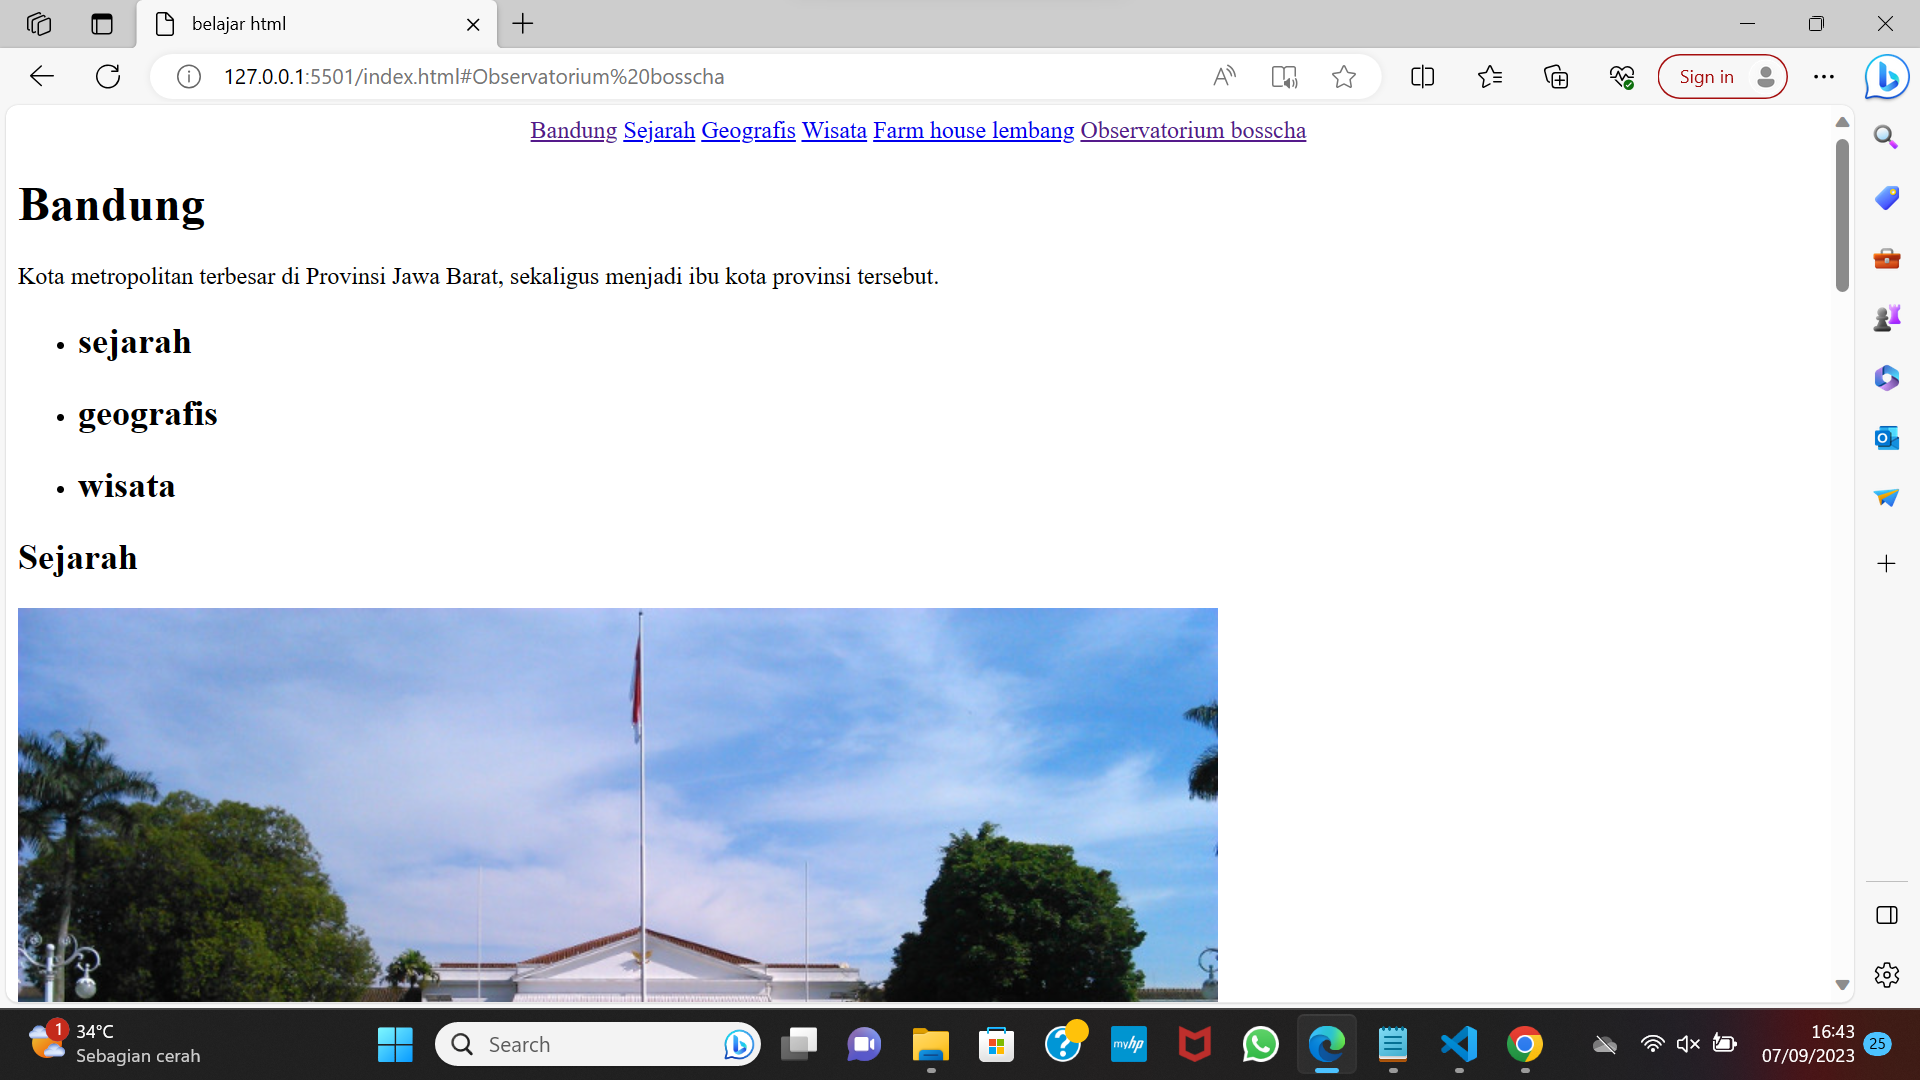 belajar html
127.0.0.1:5501/index.html#Observatorium%20bosscha
Sign in
Bandung Sejarah Geografis Wisata Farm house lembang Observatorium bosscha
Bandung
Kota metropolitan terbesar di Provinsi Jawa Barat, sekaligus menjadi ibu kota provinsi tersebut.
sejarah
geografis
wisata
Sejarah
1
34°C
Sebagian cerah
Search
myhp
16:43
07/09/2023
25